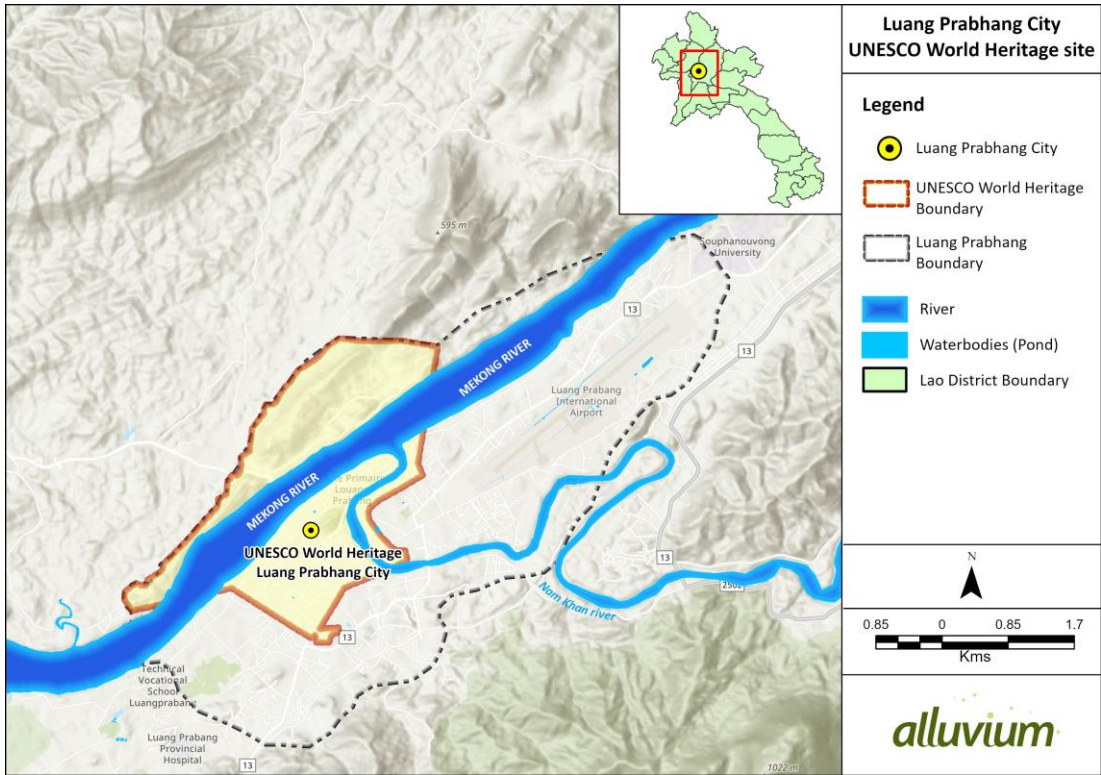 Luang Prabhang City
UNESCO World Heritage site
Legend
Luang Prabhang City
UNESCO World Heritage
Boundary
Luang Prabhang
Boundary
River
Waterbodies (Pond)
Lao District Boundary
N
0.85 0 0.85 1.7
Kms
alluvium
595 m
Souphanouvong
University
13
13
MEKONG RIVER
Luang Prabang
International
Airport
MEKONG RIVER
Primaire
UNESCO World Heritage
Luang Prabhang City
13
2502
Nam Khan river
13
Technical
Vocational
School
Luangprabang
Luang Prabang
Provincial
Hospital
13
1022 m